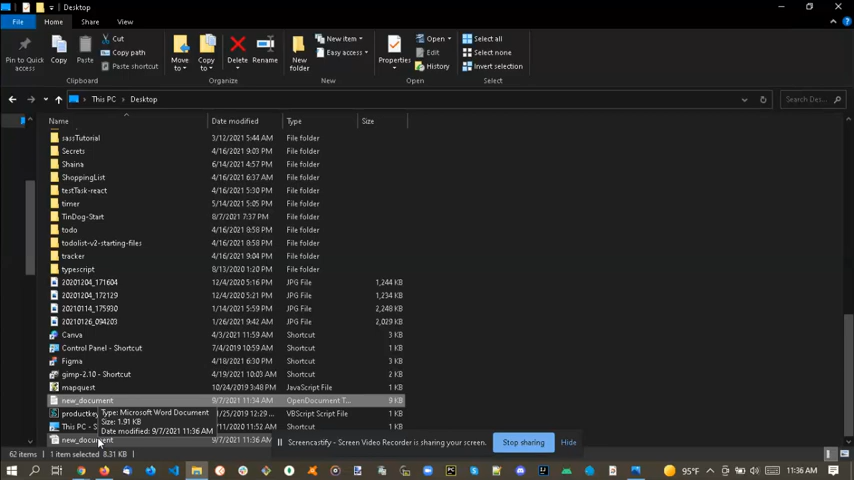 Desktop
File Home Share View
Pin to Quick access
Copy
Paste
Cut
Copy path
Paste shortcut
Move to
Copy to
Delete
Rename
New folder
New item
Easy access
Properties
Open
Edit
History
Select all
Select none
Invert selection
Clipboard Organize New Open Select
This PC > Desktop
Search Des...
Name Date modified Type Size
sassTutorial 3/12/2021 5:44 AM File folder
Secrets 4/16/2021 9:03 PM File folder
Shaina 6/14/2021 4:57 PM File folder
ShoppingList 4/16/2021 6:37 AM File folder
testTask-react 4/16/2021 5:30 PM File folder
timer 5/14/2021 5:05 PM File folder
TinDog-Start 8/7/2021 7:37 PM File folder
todo 4/16/2021 8:58 PM File folder
todolist-v2-starting-files 4/16/2021 8:58 PM File folder
tracker 4/16/2021 8:58 PM File folder
typescript 8/13/2020 1:20 PM File folder
20201204_171604 12/4/2020 5:16 PM JPG File 1,244 KB
20201204_172129 12/4/2020 5:21 PM JPG File 1,234 KB
20210114_175930 1/14/2021 5:59 PM JPG File 2,248 KB
20210126_094203 1/26/2021 9:42 AM JPG File 2,029 KB
Canva 4/3/2021 11:59 AM Shortcut 3 KB
Control Panel - Shortcut 7/4/2019 10:59 AM Shortcut 1 KB
Figma 4/18/2021 6:30 PM Shortcut 3 KB
gimp-2.10 - Shortcut 4/19/2021 10:03 AM Shortcut 2 KB
mapquest 10/24/2019 3:48 PM JavaScript File 1 KB
new_document 9/7/2021 11:34 AM OpenDocument T... 9 KB
productkey 1/25/2019 12:29 ... VBScript Script File 1 KB
This PC - S 11/2020 11:52 AM Shortcut 1 KB
new_document 9/7/2021 11:36 AM
Type: Microsoft Word Document
Size: 1.91 KB
Date modified: 9/7/2021 11:36 AM
Screencastify - Screen Video Recorder is sharing your screen. Stop sharing Hide
62 items 1 item selected 8.31 KB
95°F 11:36 AM